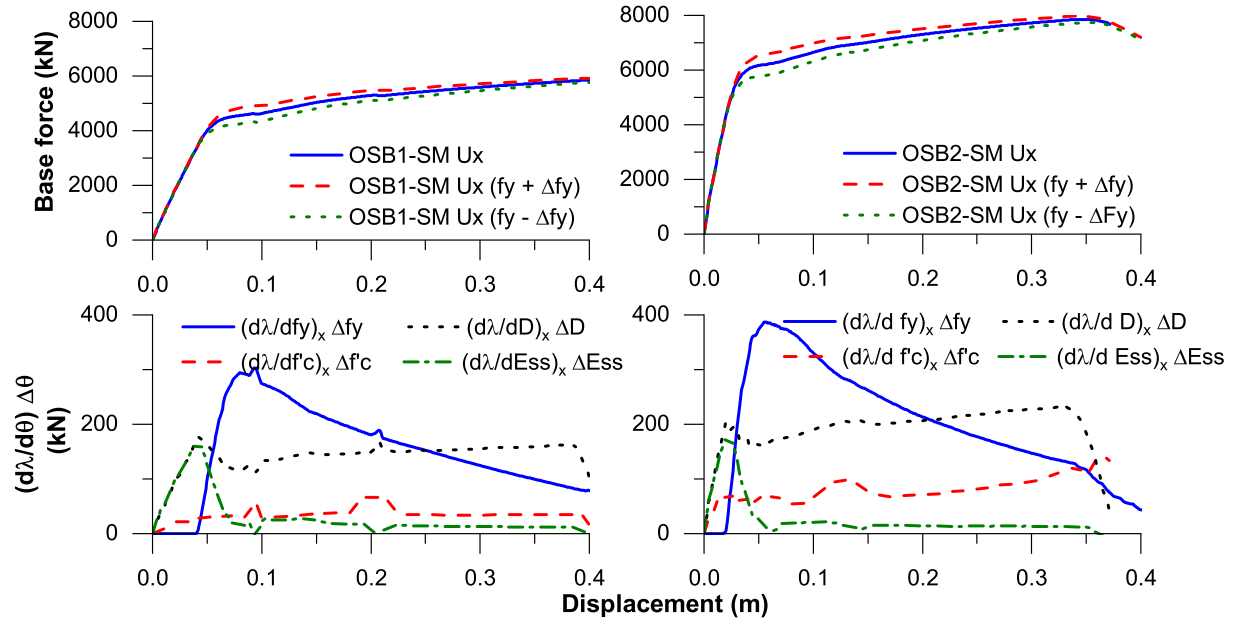 8000
6000
4000
2000
0
Base force (kN)
OSB1-SM Ux
OSB1-SM Ux (fy + Δfy)
OSB1-SM Ux (fy - Δfy)
0.0 0.1 0.2 0.3 0.4
8000
6000
4000
2000
0
OSB2-SM Ux
OSB2-SM Ux (fy + Δfy)
OSB2-SM Ux (fy - ΔFy)
0.0 0.1 0.2 0.3 0.4
400
200
0
(dλ/dθ) Δθ
(kN)
(dλ/dfy)x Δfy (dλ/dD)x ΔD
(dλ/df'c)x Δf'c (dλ/dEss)x ΔEss
0.0 0.1 0.2 0.3 0.4
400
200
0
(dλ/d fy)x Δfy (dλ/d D)x ΔD
(dλ/d f'c)x Δf'c (dλ/d Ess)x ΔEss
0.0 0.1 0.2 0.3 0.4
Displacement (m)